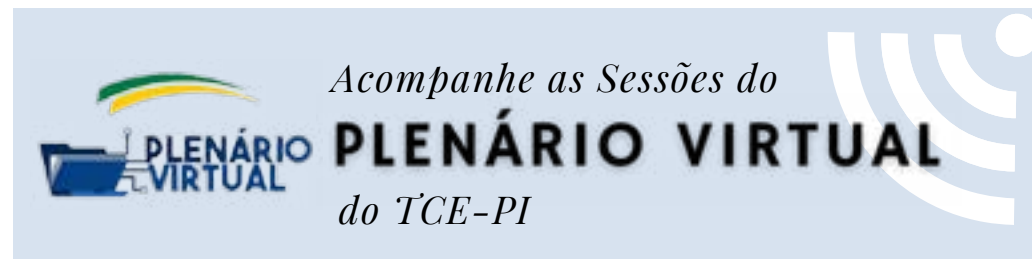 PLENÁRIO
VIRTUAL
Acompanhe as Sessões do
PLENÁRIO VIRTUAL
do TCE-PI